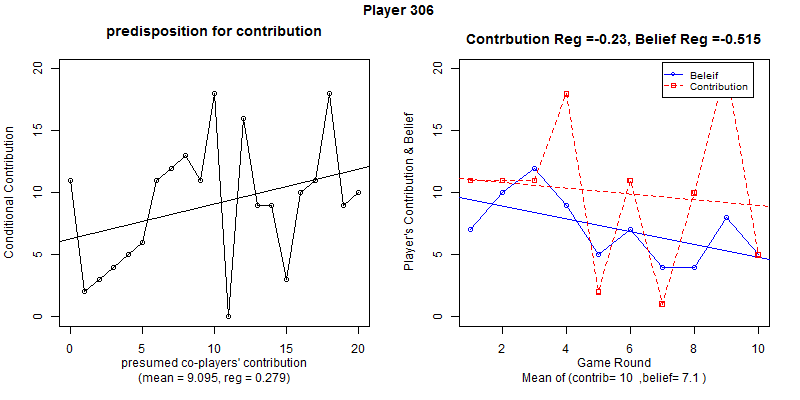 Player 306
predisposition for contribution
Conditional Contribution
20
15
10
5
0
0 5 10 15 20
presumed co-players' contribution
(mean = 9.095, reg = 0.279)
Contrbution Reg =-0.23, Belief Reg =-0.515
Player's Contribution & Belief
20
15
10
5
0
Beleif
Contribution
2 4 6 8 10
Game Round
Mean of (contrib= 10 ,belief= 7.1 )